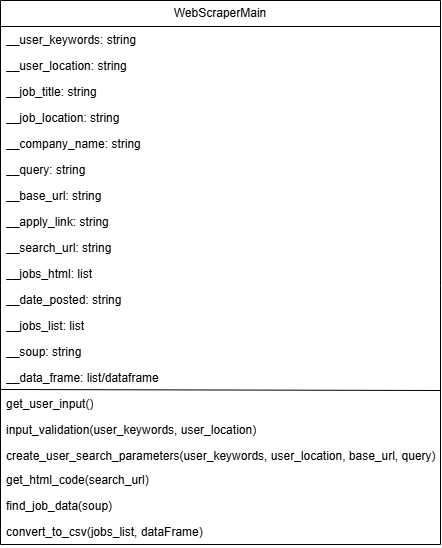 WebScraperMain
__user_keywords: string
__user_location: string
__job_title: string
__job_location: string
__company_name: string
__query: string
__base_url: string
__apply_link: string
__search_url: string
__jobs_html: list
__date_posted: string
__jobs_list: list
__soup: string
__data_frame: list/dataframe
get_user_input()
input_validation(user_keywords, user_location)
create_user_search_parameters(user_keywords, user_location, base_url, query)
get_html_code(search_url)
find_job_data(soup)
convert_to_csv(jobs_list, dataFrame)